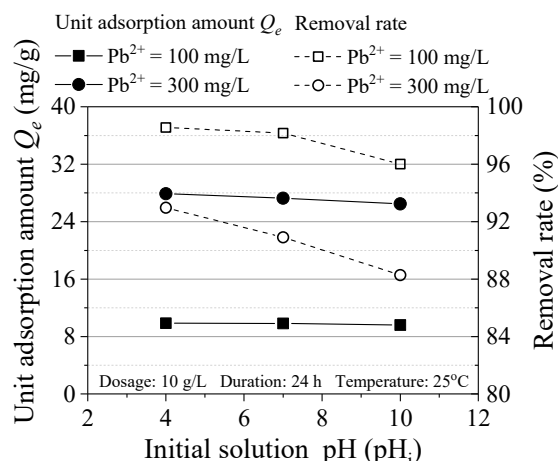 Unit adsorption amount Qₑ Removal rate
Pb²⁺ = 100 mg/L Pb²⁺ = 100 mg/L
Pb²⁺ = 300 mg/L Pb²⁺ = 300 mg/L
Unit adsorption amount Qₑ (mg/g)
40
32
24
16
8
0
100
96
92
88
84
80
Removal rate (%)
Dosage: 10 g/L Duration: 24 h Temperature: 25°C
2 4 6 8 10 12
Initial solution pH (pHᵢ)